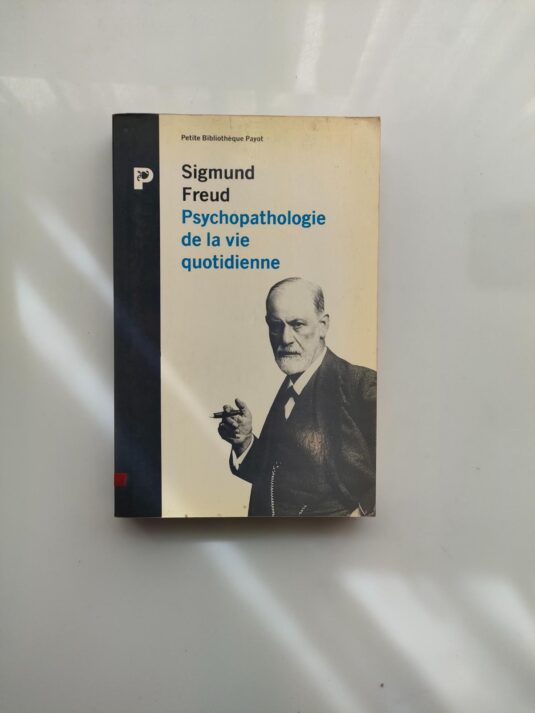 Petite Bibliothèque Payot
P
Sigmund
Freud
Psychopathologie
de la vie
quotidienne